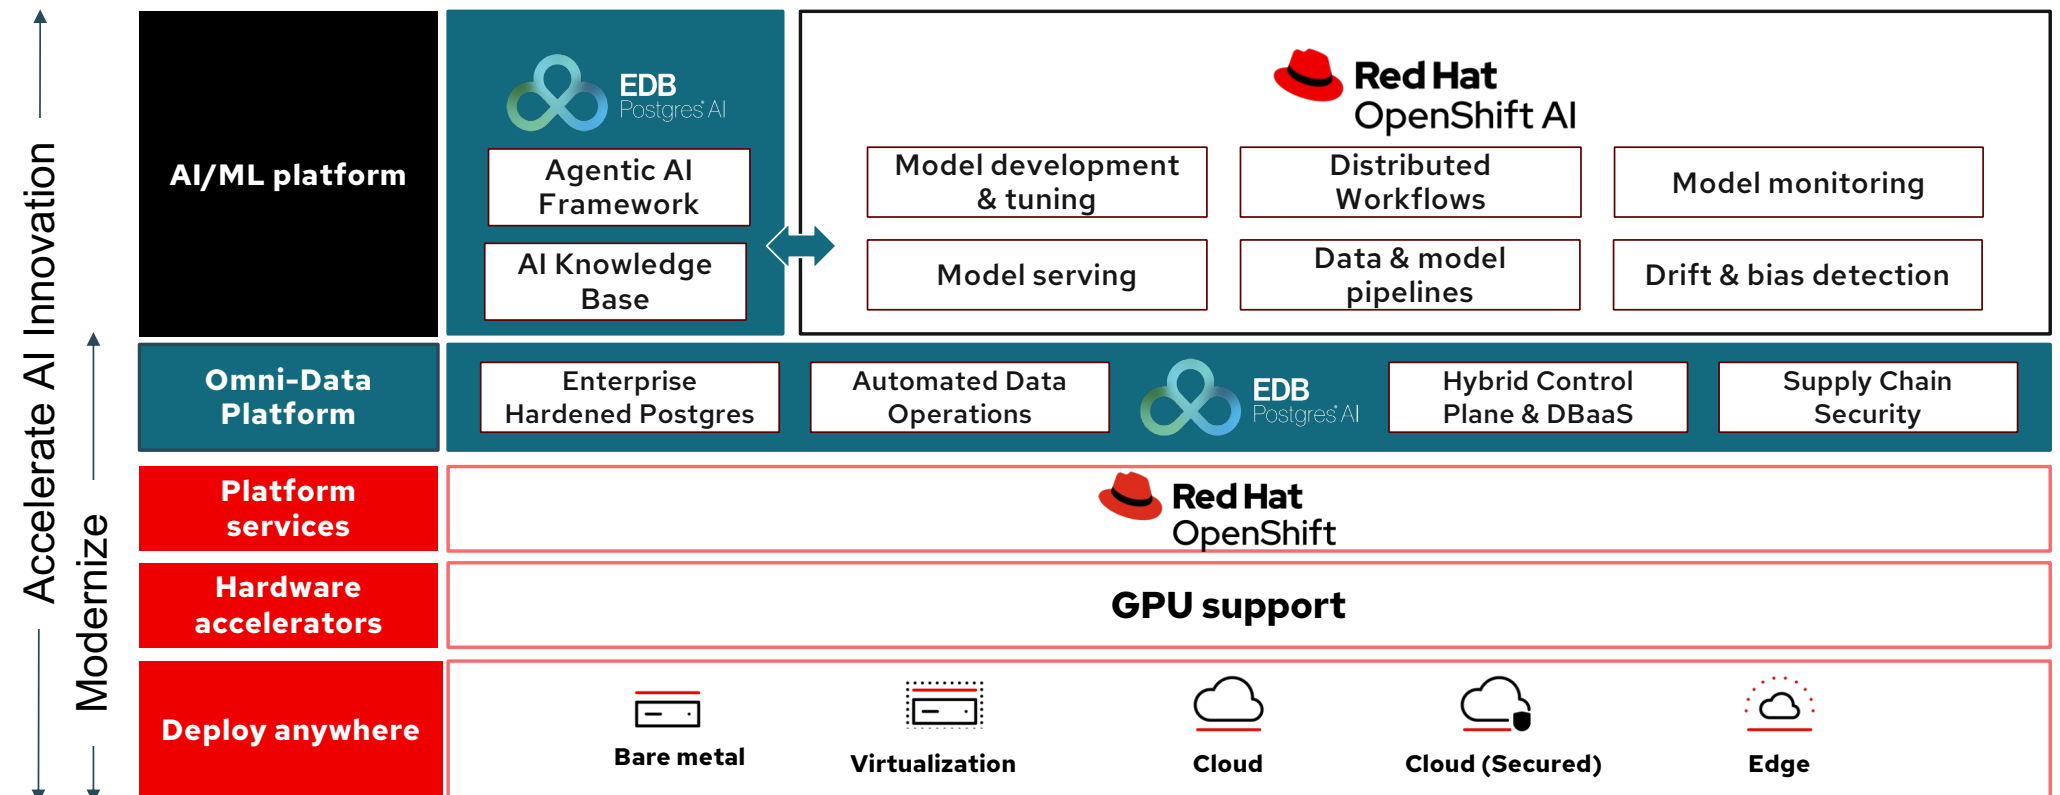 Accelerate AI Innovation
Modernize
AI/ML platform
EDB
Postgres® AI
Agentic AI
Framework
AI Knowledge
Base
Red Hat
OpenShift AI
Model development
& tuning
Distributed
Workflows
Model monitoring
Model serving
Data & model
pipelines
Drift & bias detection
Omni-Data
Platform
Enterprise
Hardened Postgres
Automated Data
Operations
EDB
Postgres® AI
Hybrid Control
Plane & DBaaS
Supply Chain
Security
Platform
services
Red Hat
OpenShift
Hardware
accelerators
GPU support
Deploy anywhere
Bare metal
Virtualization
Cloud
Cloud (Secured)
Edge